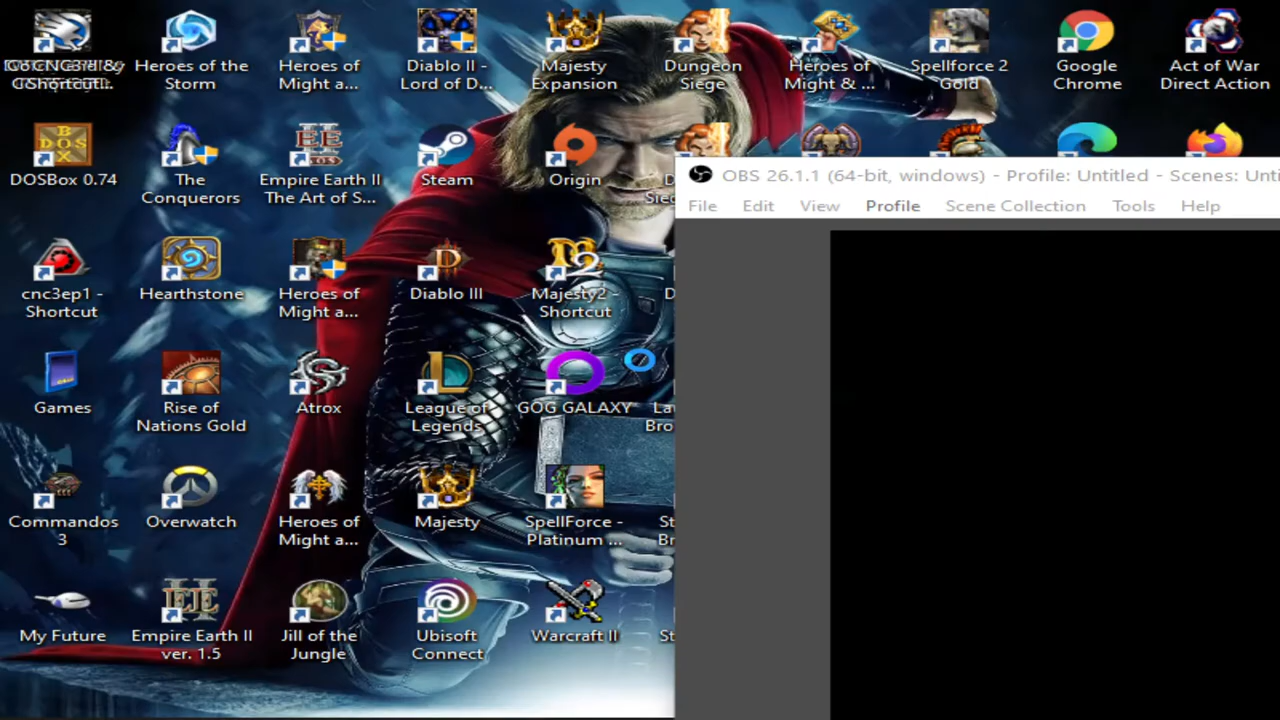 Heroes of the
Storm
Heroes of
Might a...
Diablo II -
Lord of D...
Majesty
Expansion
Dungeon
Siege
Heroes of
Might & ...
Spellforce 2
Gold
Google
Chrome
Act of War
Direct Action
DOSBox 0.74
The
Conquerors
Empire Earth II
The Art of S...
Steam
Origin
OBS 26.1.1 (64-bit, windows) - Profile: Untitled - Scenes: Unti
File Edit View Profile Scene Collection Tools Help
cnc3ep1 -
Shortcut
Hearthstone
Heroes of
Might a...
Diablo III
Majesty2 -
Shortcut
Games
Rise of
Nations Gold
Atrox
League of
Legends
GOG GALAXY
La
Bro
Commandos
3
Overwatch
Heroes of
Might a...
Majesty
SpellForce -
Platinum ...
St
Br
My Future
Empire Earth II
ver. 1.5
Jill of the
Jungle
Ubisoft
Connect
Warcraft II
St